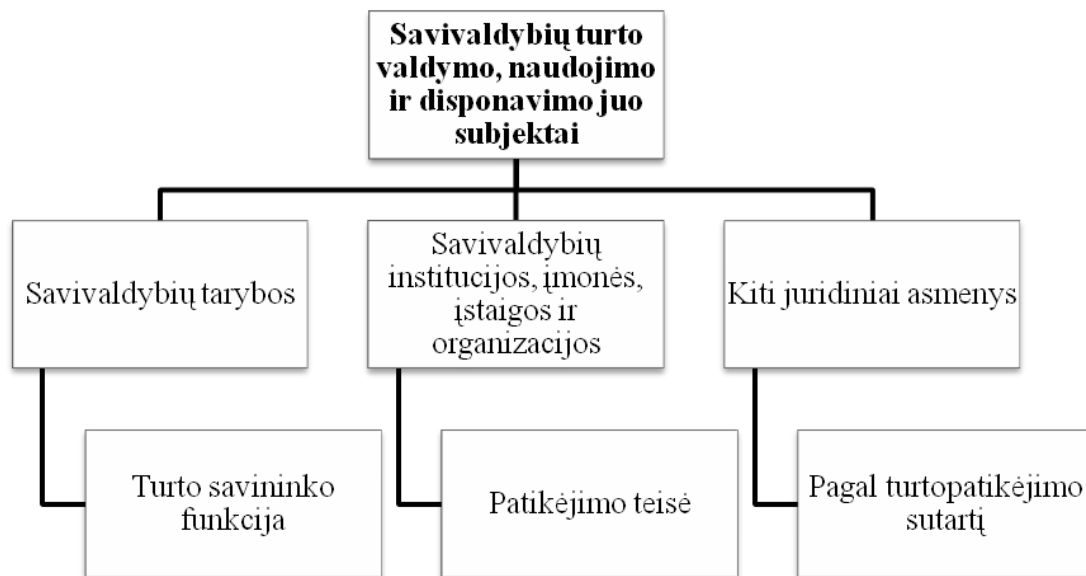 Savivaldybių turto
valdymo, naudojimo
ir disponavimo juo
subjektai
Savivaldybių tarybos
Savivaldybių
institucijos, įmonės,
įstaigos ir
organizacijos
Kiti juridiniai asmenys
Turto savininko
funkcija
Patikėjimo teisė
Pagal turtopatikėjimo
sutartį